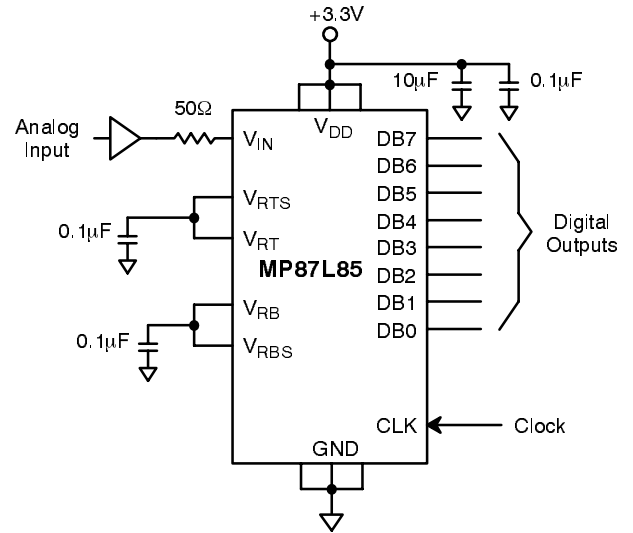 +3.3V
10µF
0.1µF
50Ω
Analog
Input
VIN
VDD
DB7
DB6
VRTS
DB5
0.1µF
DB4
Digital
Outputs
VRT
DB3
MP87L85
DB2
VRB
DB1
0.1µF
DB0
VRBS
CLK
Clock
GND